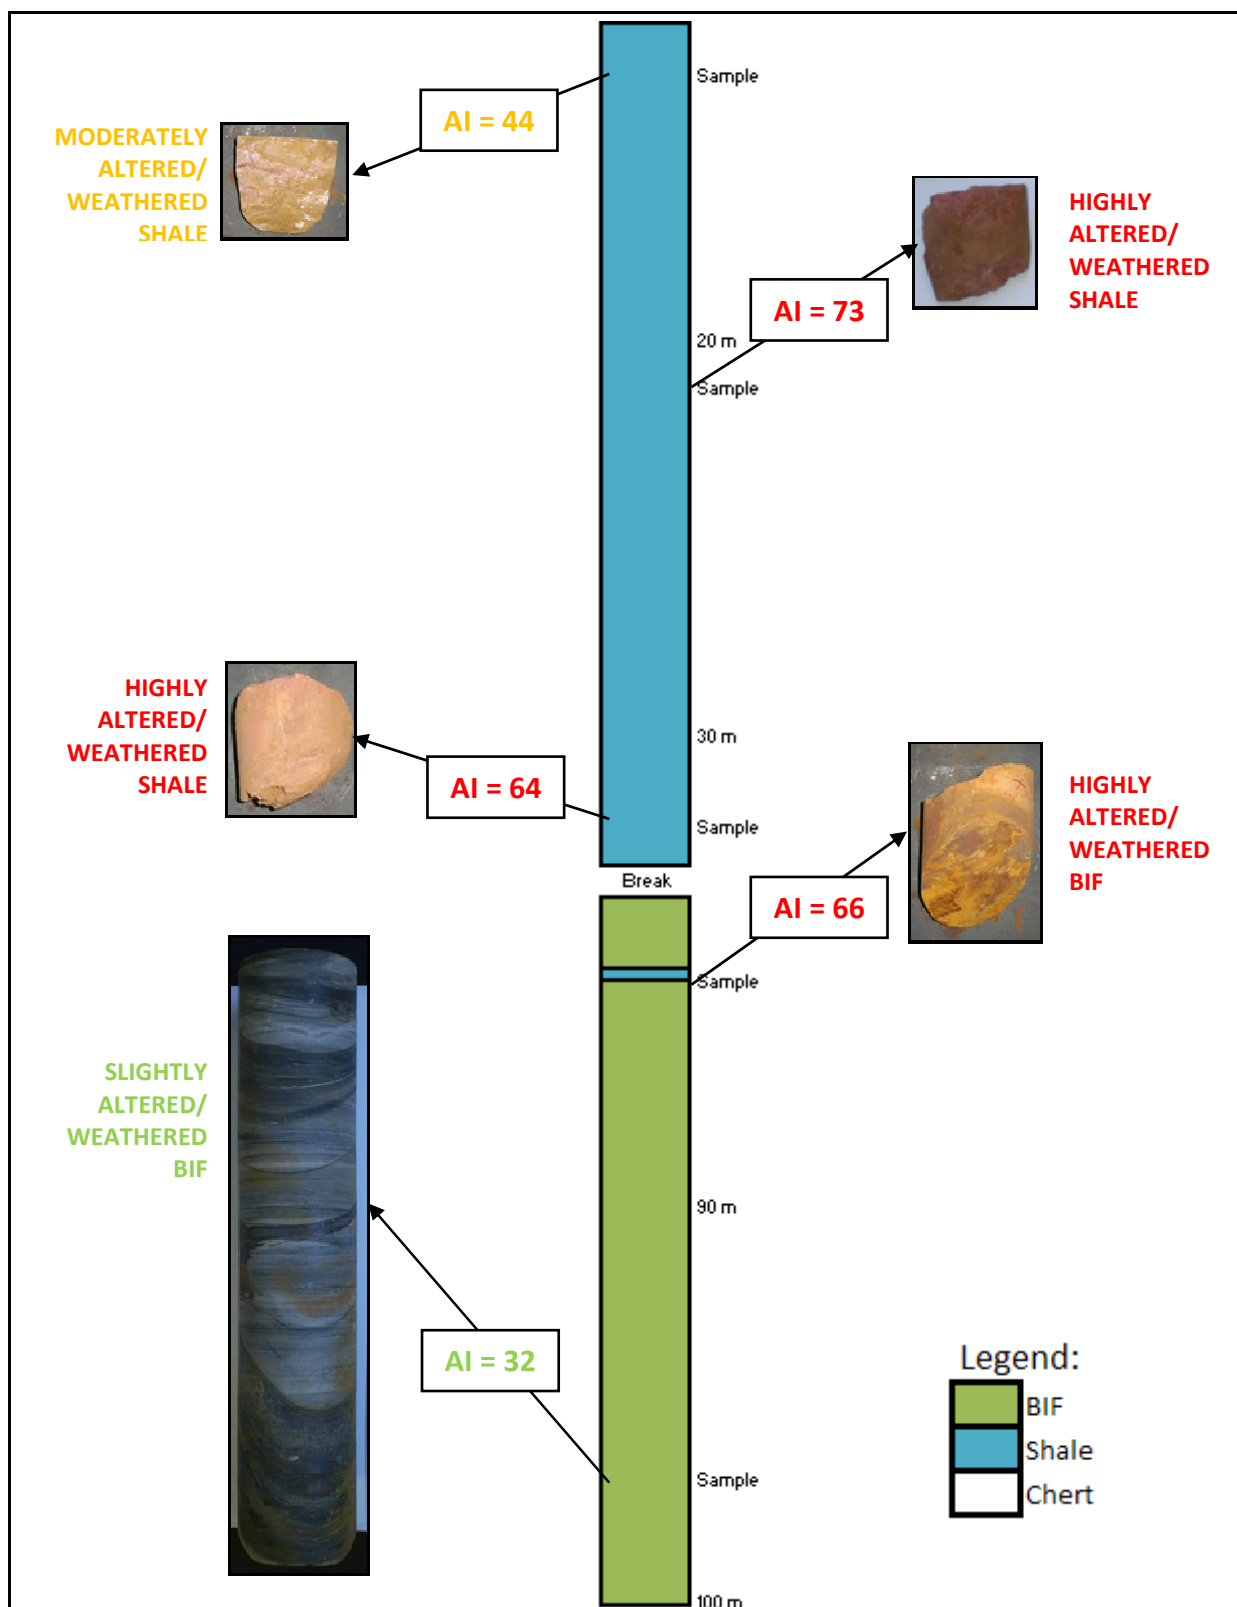 Sample
AI = 44
MODERATELY
ALTERED/
WEATHERED
SHALE
HIGHLY
ALTERED/
WEATHERED
SHALE
AI = 73
20 m
Sample
HIGHLY
ALTERED/
WEATHERED
SHALE
30 m
AI = 64
Sample
HIGHLY
ALTERED/
WEATHERED
BIF
Break
AI = 66
Sample
SLIGHTLY
ALTERED/
WEATHERED
BIF
90 m
AI = 32
Sample
Legend:
BIF
Shale
Chert
100 m